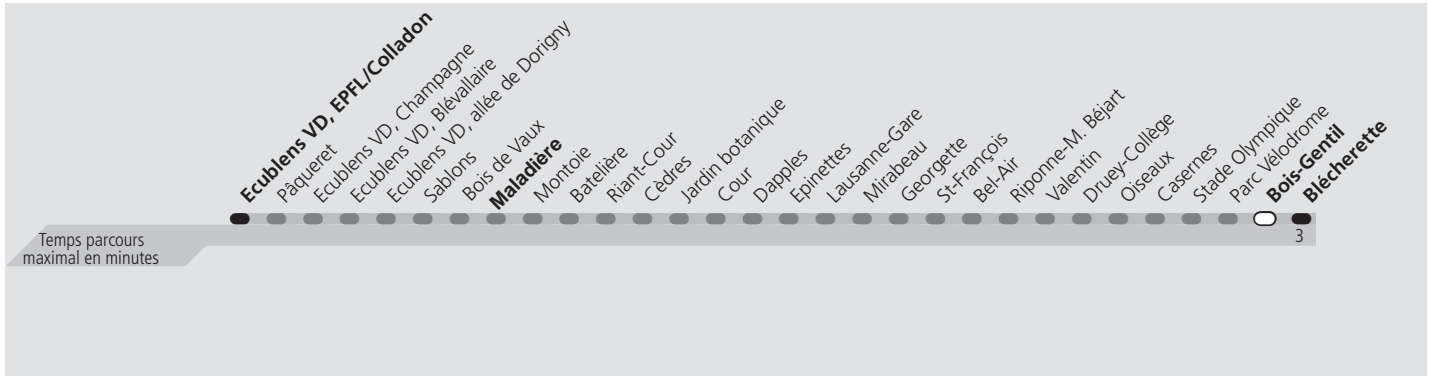 Ecublens VD, EPFL/Colladon
Pâqueret
Ecublens VD, Champagne
Ecublens VD, Blévallaire
Ecublens VD, allée de Dorigny
Sablons
Bois de Vaux
Maladière
Montoie
Batelière
Riant-Cour
Cèdres
Jardin botanique
Cour
Dapples
Epinettes
Lausanne-Gare
Mirabeau
Georgette
St-François
Bel-Air
Riponne-M. Béjart
Valentin
Druey-Collège
Oiseaux
Casernes
Stade Olympique
Parc Vélodrome
Bois-Gentil
Blécherette
Temps parcours
maximal en minutes
3